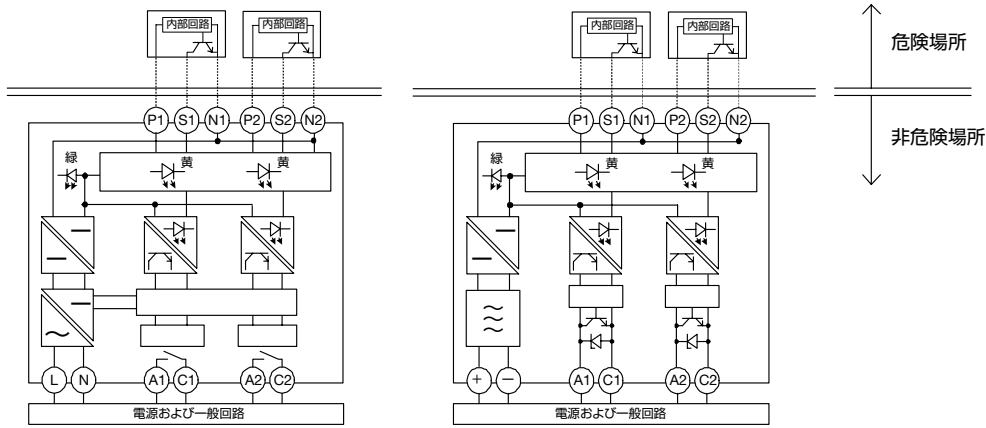 内部回路 内部回路 内部回路 内部回路
危険場所
P1 S1 N1 P2 S2 N2 P1 S1 N1 P2 S2 N2
非危険場所
緑 黄 黄 緑 黄 黄
L N A1 C1 A2 C2 + − A1 C1 A2 C2
電源および一般回路 電源および一般回路